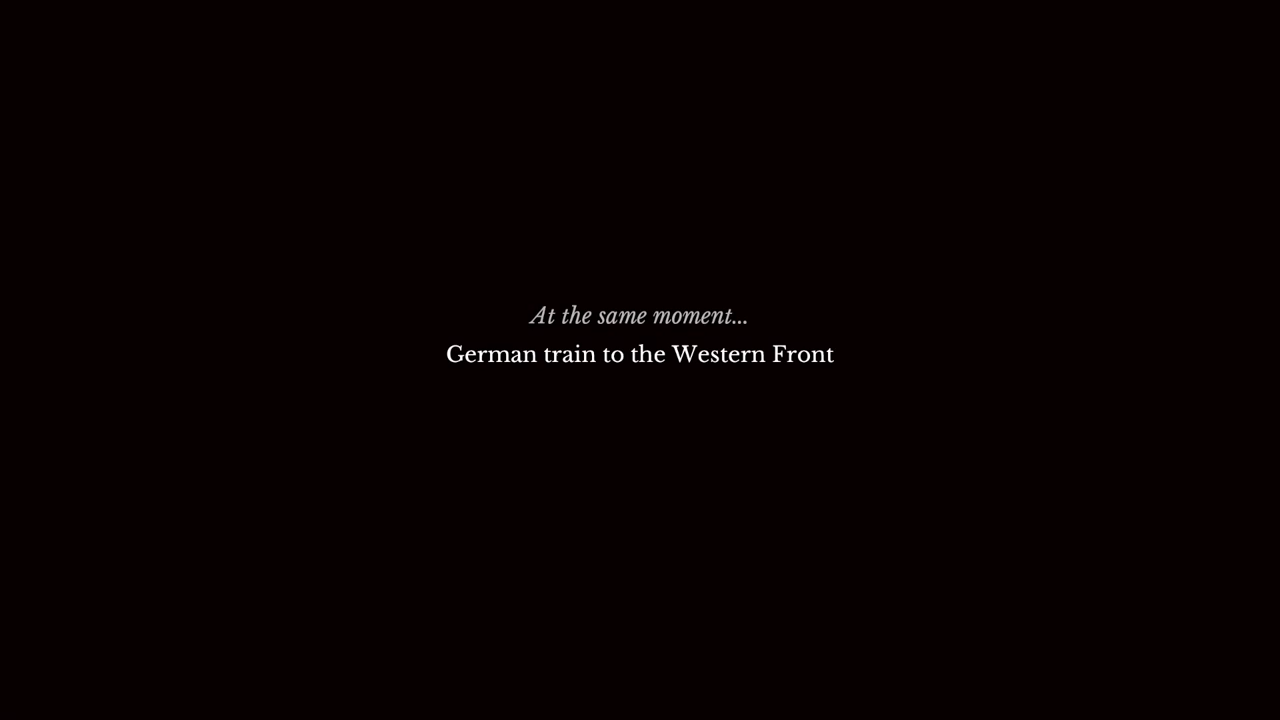 At the same moment...
German train to the Western Front